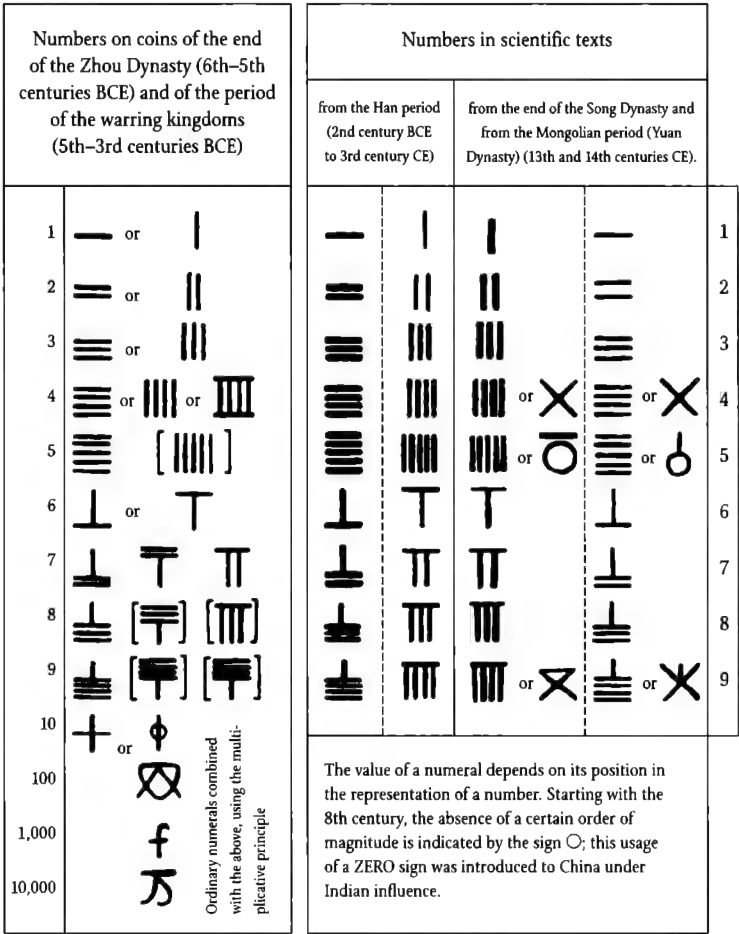 Numbers on coins of the end
of the Zhou Dynasty (6th–5th
centuries BCE) and of the period
of the warring kingdoms
(5th–3rd centuries BCE)
Numbers in scientific texts
from the Han period
(2nd century BCE
to 3rd century CE)
from the end of the Song Dynasty and
from the Mongolian period (Yuan
Dynasty) (13th and 14th centuries CE).
1 or 1
2 or 2
3 or 3
4 or or or or 4
5 [ ] or or 5
6 or 6
7 7
8 [ ] [ ] 8
9 [ ] [ ] or or 9
10 or
100
1,000
10,000
Ordinary numerals combined
with the above, using the multi-
plicative principle
The value of a numeral depends on its position in
the representation of a number. Starting with the
8th century, the absence of a certain order of
magnitude is indicated by the sign ○; this usage
of a ZERO sign was introduced to China under
Indian influence.